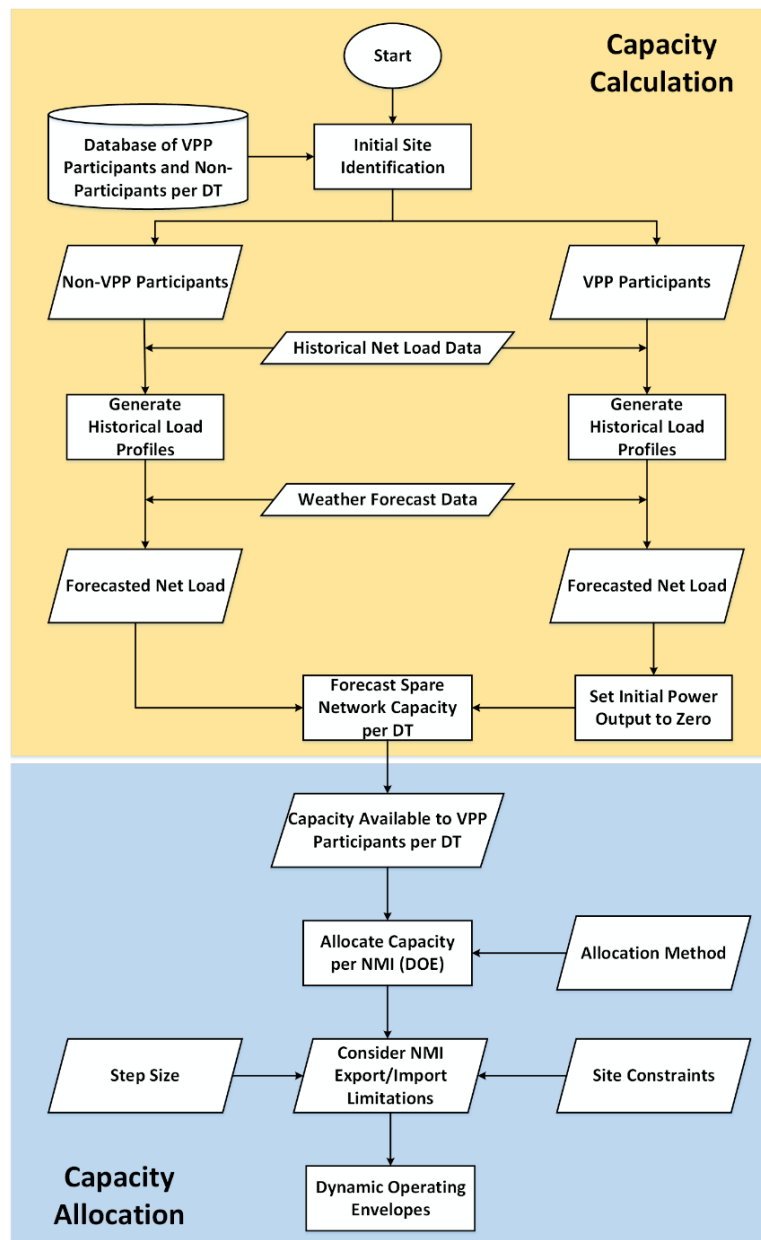 Capacity
Calculation
Start
Database of VPP
Participants and Non-
Participants per DT
Initial Site
Identification
Non-VPP Participants
VPP Participants
Historical Net Load Data
Generate
Historical Load
Profiles
Generate
Historical Load
Profiles
Weather Forecast Data
Forecasted Net Load
Forecasted Net Load
Forecast Spare
Network Capacity
per DT
Set Initial Power
Output to Zero
Capacity Available to VPP
Participants per DT
Allocate Capacity
per NMI (DOE)
Allocation Method
Step Size
Consider NMI
Export/Import
Limitations
Site Constraints
Dynamic Operating
Envelopes
Capacity
Allocation